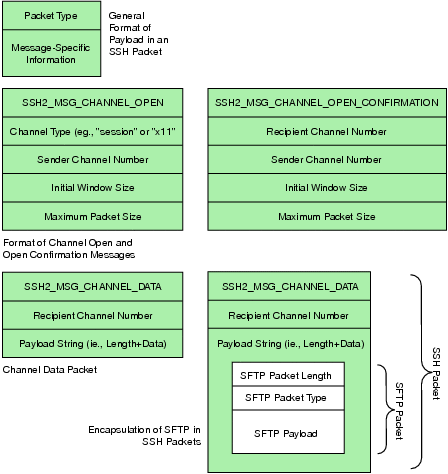 Packet Type
Message-Specific
Information
General
Format of
Payload in an
SSH Packet
SSH2_MSG_CHANNEL_OPEN
Channel Type (eg., "session" or "x11"
Sender Channel Number
Initial Window Size
Maximum Packet Size
SSH2_MSG_CHANNEL_OPEN_CONFIRMATION
Recipient Channel Number
Sender Channel Number
Initial Window Size
Maximum Packet Size
Format of Channel Open and
Open Confirmation Messages
SSH2_MSG_CHANNEL_DATA
Recipient Channel Number
Payload String (ie., Length+Data)
Channel Data Packet
SSH2_MSG_CHANNEL_DATA
Recipient Channel Number
Payload String (ie., Length+Data)
SFTP Packet Length
SFTP Packet Type
SFTP Payload
SFTP Packet
SSH Packet
Encapsulation of SFTP in
SSH Packets